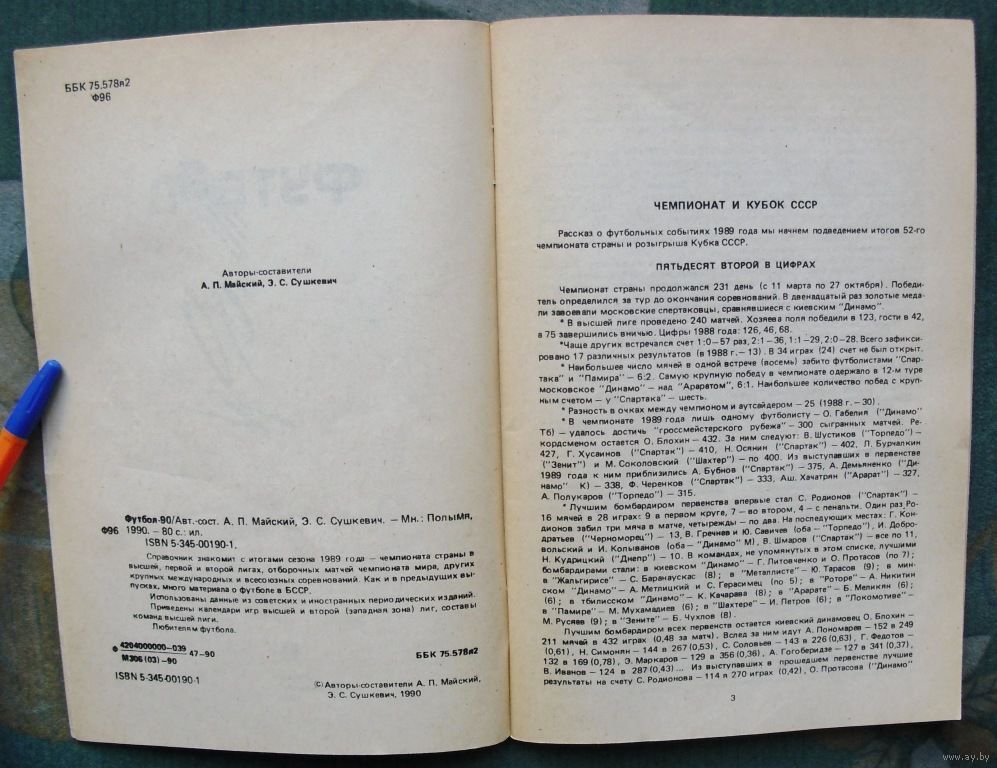 ББК 75.578я2
Ф96
Авторы-составители
А. П. Майский, Э. С. Сушкевич
Футбол-90/Авт.-сост. А. П. Майский, Э. С. Сушкевич. — Мн.: Полымя,
Ф96 1990. — 80 с.: ил.
ISBN 5-345-00190-1.
Справочник знакомит с итогами сезона 1989 года — чемпионата страны в
высшей, первой и второй лигах, отборочных матчей чемпионата мира, других
крупных международных и всесоюзных соревнований. Как и в предыдущих вы-
пусках, много материала о футболе в БССР.
Использованы данные из советских и иностранных периодических изданий.
Приведены календари игр высшей и второй (западная зона) лиг, составы
команд высшей лиги.
Любителям футбола.
4204000000—039
47—90
М306 (03) —90
ББК 75.578я2
ISBN 5-345-00190-1
© Авторы-составители А. П. Майский,
Э. С. Сушкевич, 1990
ЧЕМПИОНАТ И КУБОК СССР
Рассказ о футбольных событиях 1989 года мы начнем подведением итогов 52-го
чемпионата страны и розыгрыша Кубка СССР.
ПЯТЬДЕСЯТ ВТОРОЙ В ЦИФРАХ
Чемпионат страны продолжался 231 день (с 11 марта по 27 октября). Победи-
тель определился за тур до окончания соревнований. В двенадцатый раз золотые меда-
ли завоевали московские спартаковцы, сравнявшиеся с киевским "Динамо".
* В высшей лиге проведено 240 матчей. Хозяева поля победили в 123, гости в 42,
а 75 завершились вничью. Цифры 1988 года: 126, 46, 68.
*Чаще других встречался счет 1:0—57 раз, 2:1—36, 1:1—29, 2:0—28. Всего зафикси-
ровано 17 различных результатов (в 1988 г.— 13). В 34 играх (24) счет не был открыт.
* Наибольшее число мячей в одной встрече (восемь) забито футболистами "Спар-
така" и "Памира" — 6:2. Самую крупную победу в чемпионате одержало в 12-м туре
московское "Динамо" — над "Араратом", 6:1. Наибольшее количество побед с круп-
ным счетом — у "Спартака" — шесть.
* Разность в очках между чемпионом и аутсайдером — 25 (1988 г.—30).
* В чемпионате 1989 года лишь одному футболисту — О. Габелия ("Динамо"
Тб) — удалось достичь "гроссмейстерского рубежа" — 300 сыгранных матчей. Ре-
кордсменом остается О. Блохин — 432. За ним следуют: В. Шустиков ("Торпедо") —
427, Г. Хусаинов ("Спартак") — 410, Н. Осянин ("Спартак") — 402, Л. Бурчалкин
("Зенит") и М. Соколовский ("Шахтер") — по 400. Из выступавших в первенстве
1989 года к ним приблизились А. Бубнов ("Спартак") — 375, А. Демьяненко ("Ди-
намо" К) — 338, Ф. Черенков ("Спартак") — 333, Аш. Хачатрян ("Арарат") — 327,
А. Полукаров ("Торпедо") — 315.
* Лучшим бомбардиром первенства впервые стал С. Родионов ("Спартак") —
16 мячей в 28 играх: 9 в первом круге, 7 — во втором, 4 — с пенальти. Один раз Ро-
дионов забил три мяча в матче, четырежды — по два. На последующих местах: Г. Кон-
дратьев ("Черноморец") — 13, В. Гречнев и Ю. Савичев (оба — "Торпедо"), И. Добро-
вольский и И. Колыванов (оба — "Динамо" М), В. Шмаров ("Спартак") — все по 11,
Н. Кудрицкий ("Днепр") — 10. В командах, не упомянутых в этом списке, лучшими
бомбардирами стали: в киевском "Динамо" — Г. Литовченко и О. Протасов (по 7);
в "Жальгирисе" — С. Баранаускас (8); в "Металлисте" — Ю. Тарасов (9); в мин-
ском "Динамо" — А. Метлицкий и С. Герасимец (по 5); в "Роторе" — А. Никитин
(6); в тбилисском "Динамо" — К. Качарава (8); в "Арарате" — Б. Меликян (6);
в "Памире" — М. Мухамадиев (6); в "Шахтере" — И. Петров (6); в "Локомотиве" —
М. Русяев (9); в "Зените" — Б. Чухлов (8).
Лучшим бомбардиром всех первенств остается киевский динамовец О. Блохин —
211 мячей в 432 играх (0,48 за матч). Вслед за ним идут А. Пономарев — 152 в 249
(0,61), Н. Симонян — 144 в 267 (0,53), С. Соловьев — 143 в 226 (0,63), Г. Федотов —
132 в 169 (0,78), Э. Маркаров — 129 в 356 (0,36), А. Гогоберидзе — 127 в 341 (0,37),
В. Иванов — 124 в 287 (0,43)... Из выступавших в прошедшем первенстве лучшие
результаты на счету С. Родионова — 114 в 270 играх (0,42), О. Протасова ("Динамо"
3
www.ay.by